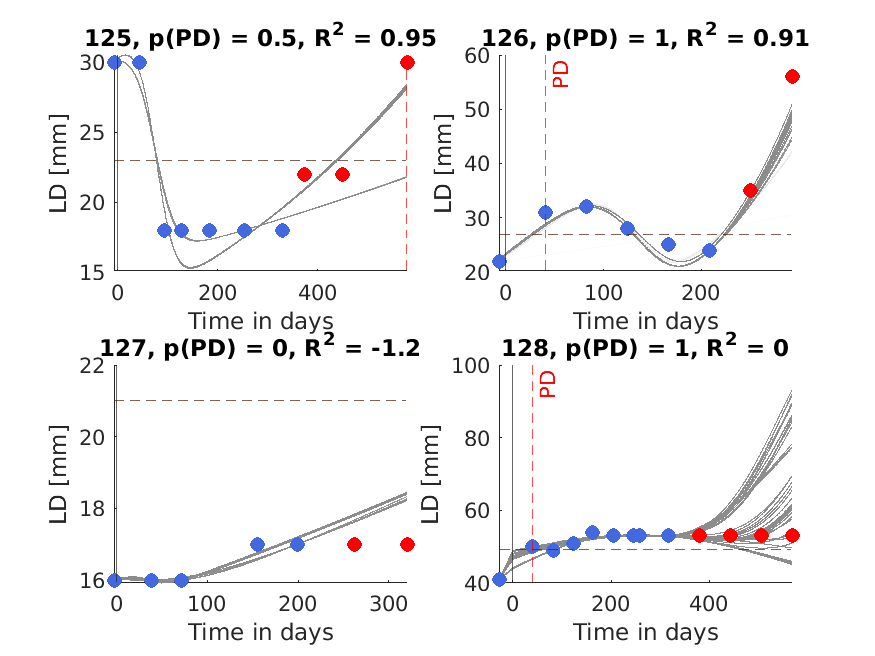 125, p(PD) = 0.5, R² = 0.95
LD [mm]
30
25
20
15
0
200
400
Time in days
126, p(PD) = 1, R² = 0.91
PD
LD [mm]
60
50
40
30
20
0
100
200
Time in days
127, p(PD) = 0, R² = -1.2
LD [mm]
22
20
18
16
0
100
200
300
Time in days
128, p(PD) = 1, R² = 0
PD
LD [mm]
100
80
60
40
0
200
400
Time in days